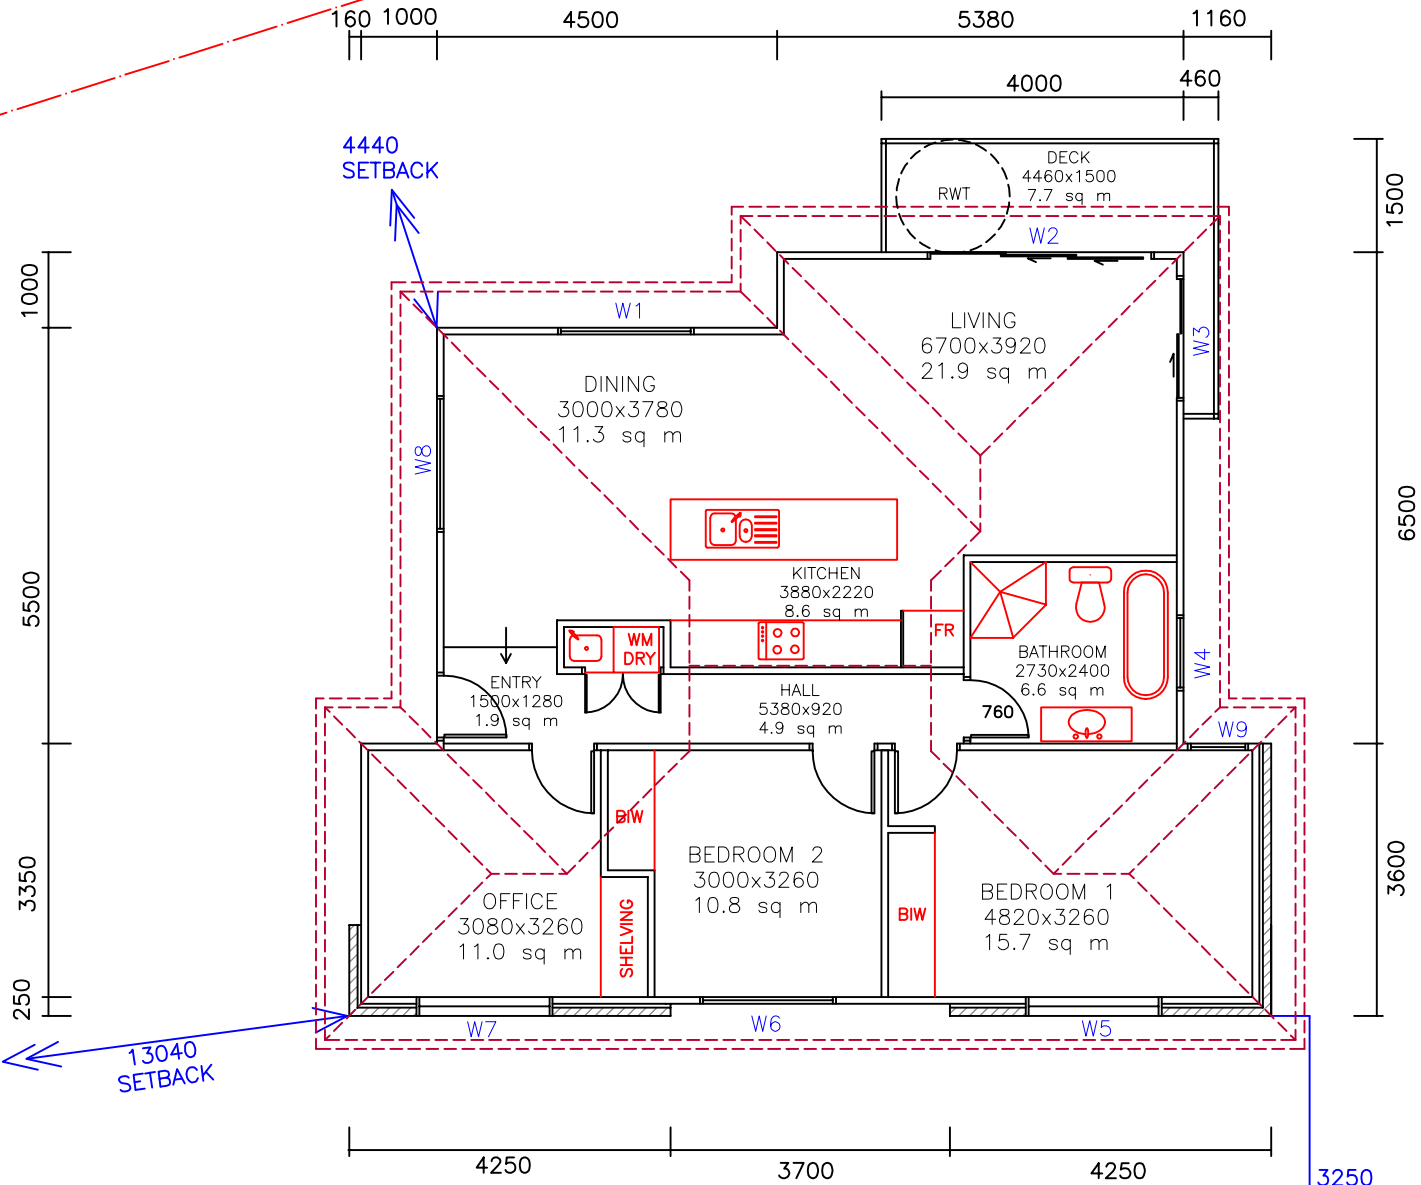 160
1000
4500
5380
1160
4000
460
4440
SETBACK
DECK
4460x1500
7.7 sq m
RWT
1500
W2
1000
W1
LIVING
6700x3920
21.9 sq m
W3
DINING
3000x3780
11.3 sq m
W8
6500
KITCHEN
3880x2220
8.6 sq m
5500
FR
WM
DRY
BATHROOM
2730x2400
6.6 sq m
W4
ENTRY
1500x1280
1.9 sq m
HALL
5380x920
4.9 sq m
760
W9
BIW
BEDROOM 2
3000x3260
10.8 sq m
3350
3600
OFFICE
3080x3260
11.0 sq m
SHELVING
BIW
BEDROOM 1
4820x3260
15.7 sq m
250
W7
W6
W5
13040
SETBACK
4250
3700
4250
3250